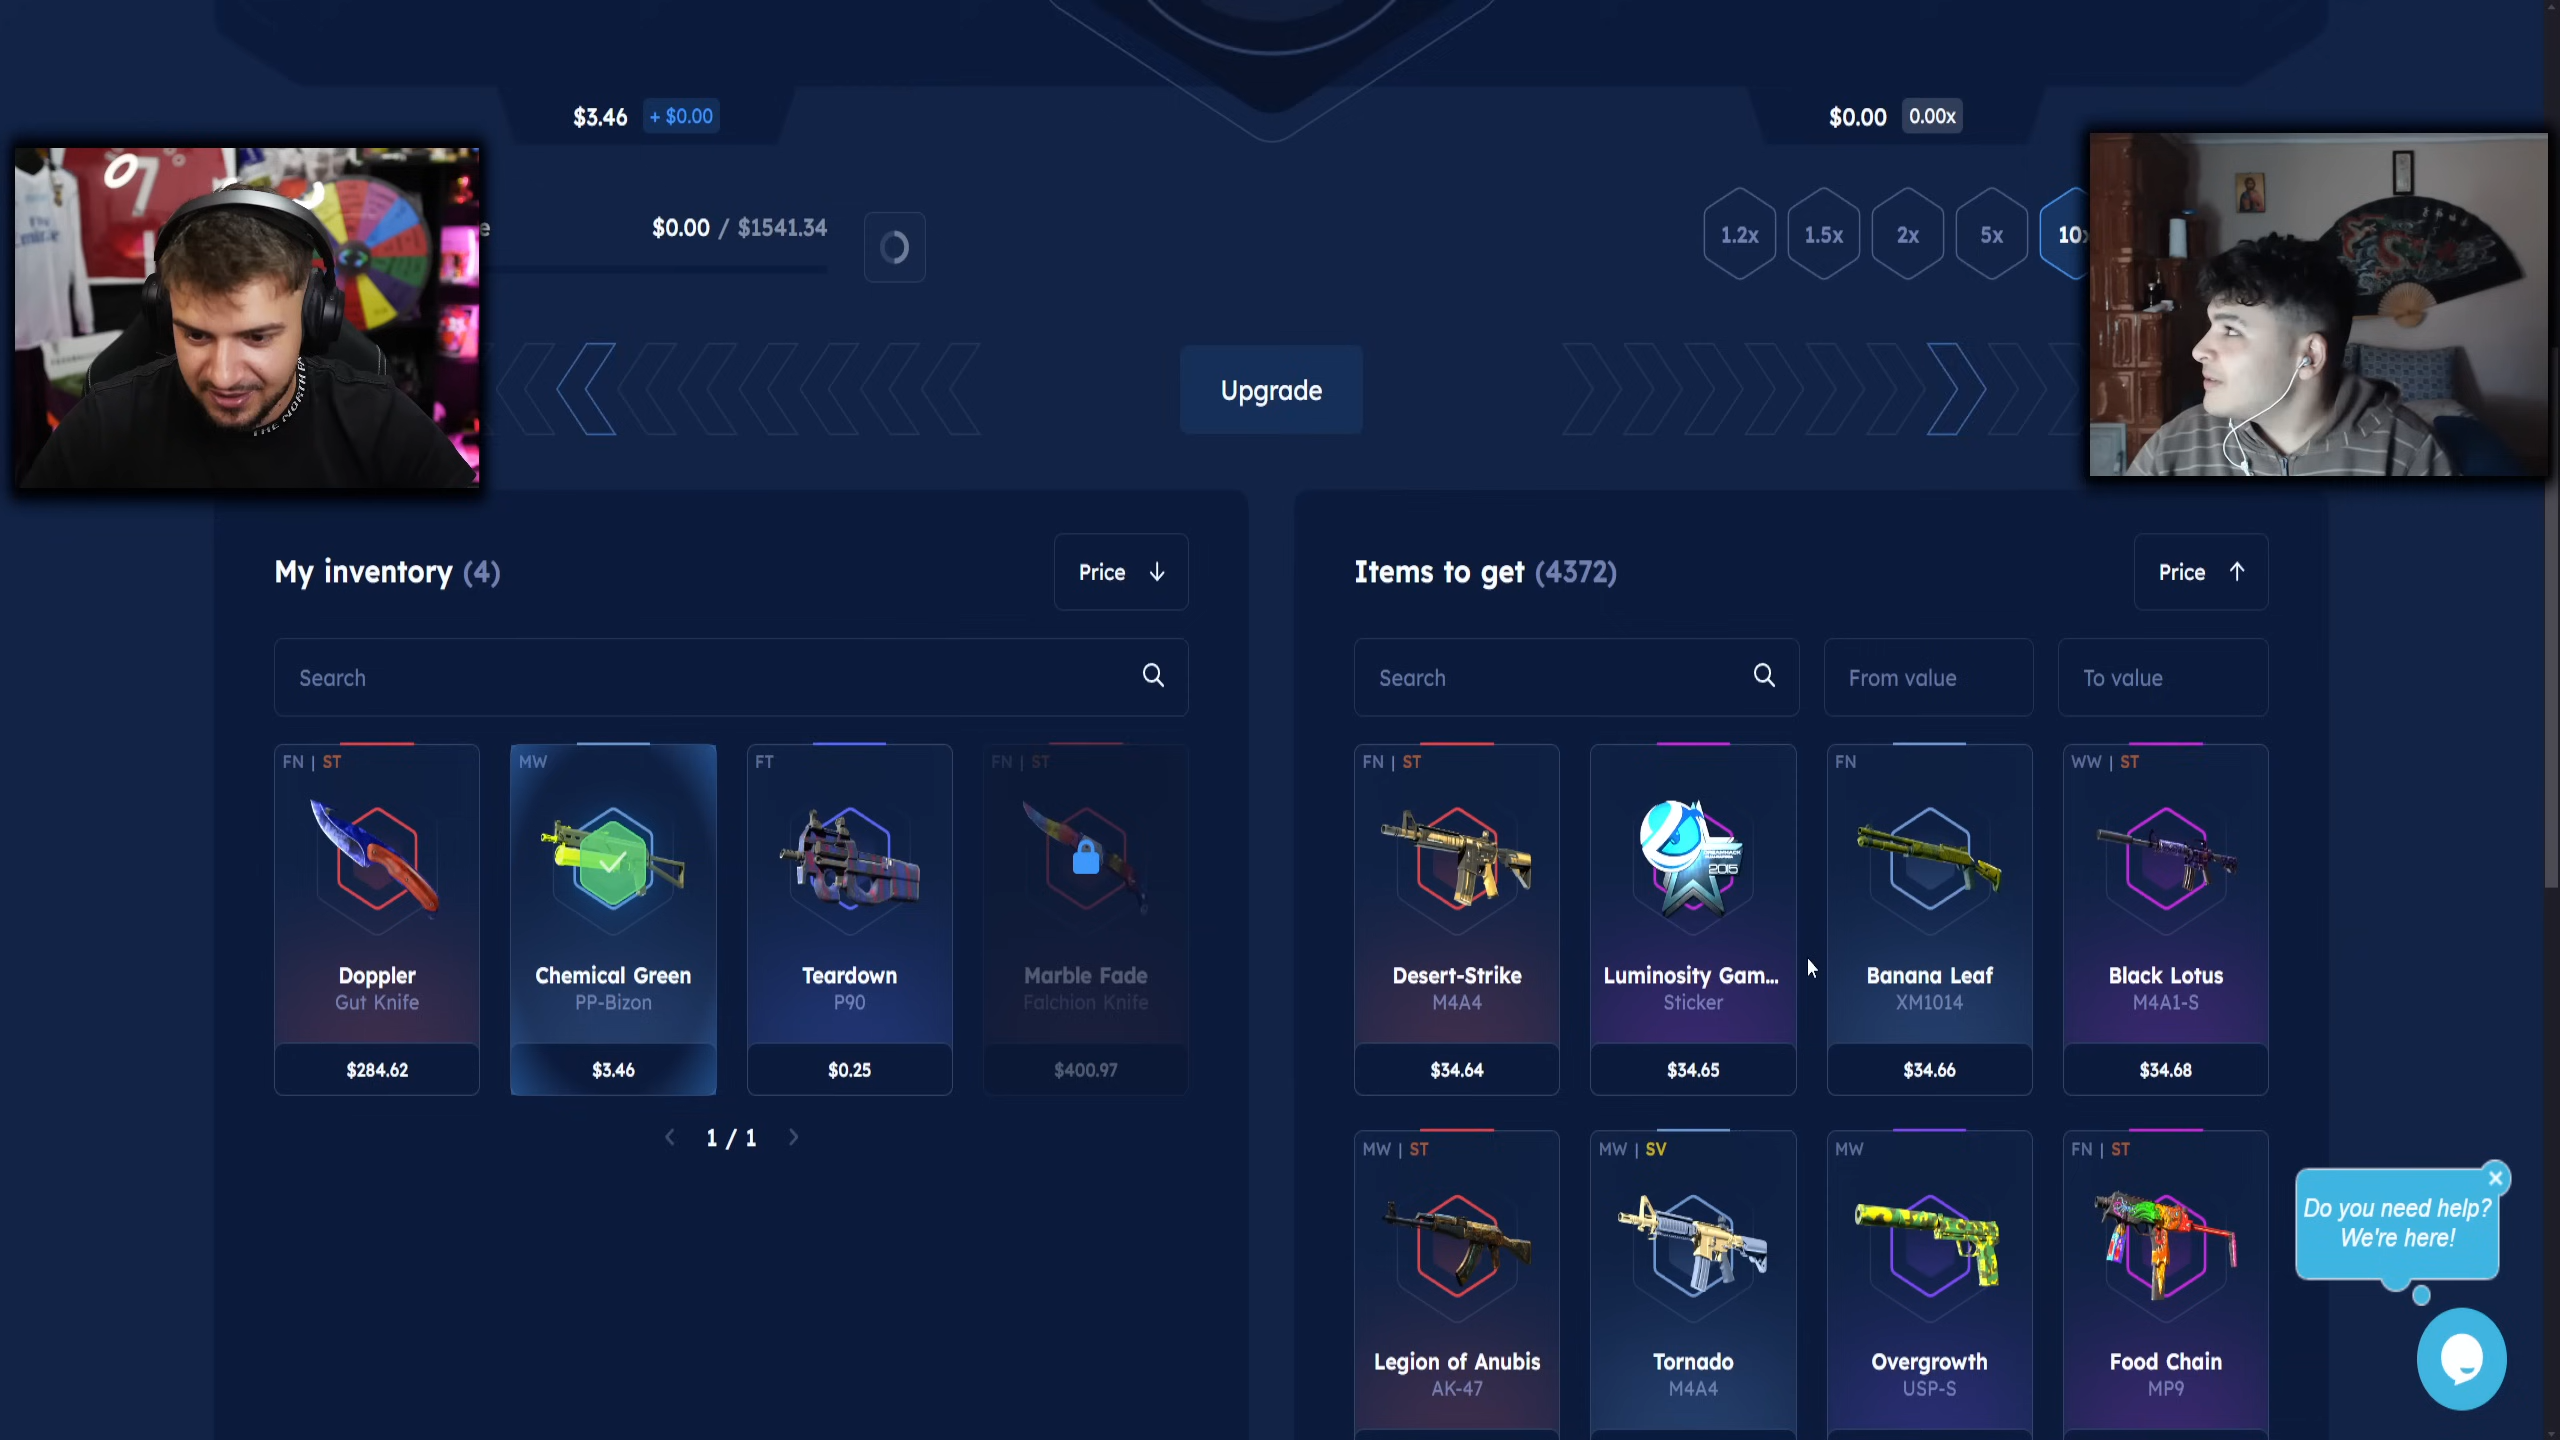 $3.46 + $0.00
$0.00 0.00x
07
e
$0.00 / $1541.34
1.2x 1.5x 2x 5x 10x
THE NORTH FA
Upgrade
My inventory (4)
Price
Items to get (4372)
Price
Search
Search
From value
To value
FN | ST
MW
FT
FN | ST
FN | ST
FN
WW | ST
2015
Doppler
Gut Knife
Chemical Green
PP-Bizon
Teardown
P90
Marble Fade
Falchion Knife
Desert-Strike
M4A4
Luminosity Gam...
Sticker
Banana Leaf
XM1014
Black Lotus
M4A1-S
$284.62
$3.46
$0.25
$400.97
$34.64
$34.65
$34.66
$34.68
1 / 1
MW | ST
MW | SV
MW
FN | ST
Do you need help?
We're here!
Legion of Anubis
AK-47
Tornado
M4A4
Overgrowth
USP-S
Food Chain
MP9